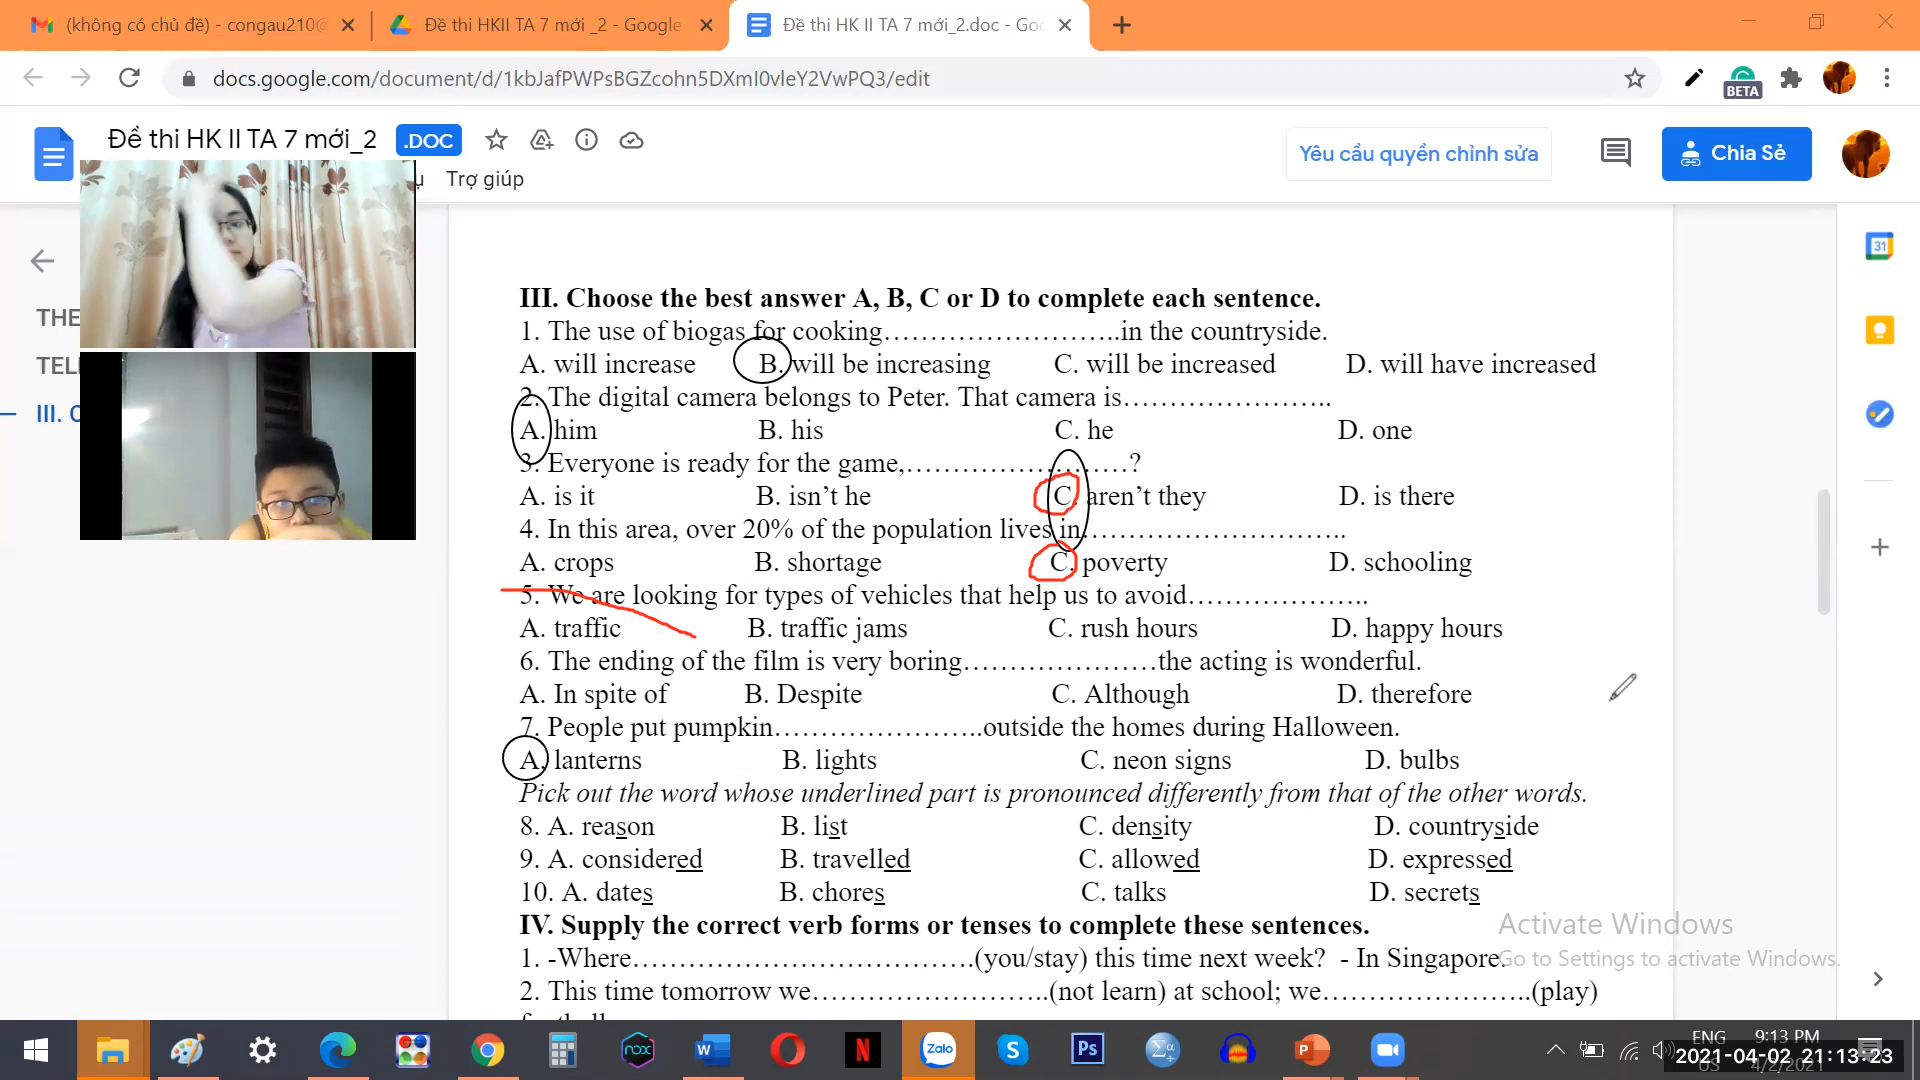 (không có chủ đề) - congau210@
Đề thi HKII TA 7 mới _2 - Google
Đề thi HK II TA 7 mới_2.doc - Goo
docs.google.com/document/d/1kbJafPWPsBGZcohn5DXmI0vleY2VwPQ3/edit
BETA
Đề thi HK II TA 7 mới_2
.DOC
Yêu cầu quyền chỉnh sửa
Chia Sẻ
Trợ giúp
THE
TEL
III. C
31
III. Choose the best answer A, B, C or D to complete each sentence.
1. The use of biogas for cooking……………………..in the countryside.
A. will increase B. will be increasing C. will be increased D. will have increased
2. The digital camera belongs to Peter. That camera is…………………..
A. him B. his C. he D. one
3. Everyone is ready for the game,……………………?
A. is it B. isn’t he C. aren’t they D. is there
4. In this area, over 20% of the population lives in………………………..
A. crops B. shortage C. poverty D. schooling
5. We are looking for types of vehicles that help us to avoid………………..
A. traffic B. traffic jams C. rush hours D. happy hours
6. The ending of the film is very boring…………………the acting is wonderful.
A. In spite of B. Despite C. Although D. therefore
7. People put pumpkin…………………..outside the homes during Halloween.
A. lanterns B. lights C. neon signs D. bulbs
Pick out the word whose underlined part is pronounced differently from that of the other words.
8. A. reason B. list C. density D. countryside
9. A. considered B. travelled C. allowed D. expressed
10. A. dates B. chores C. talks D. secrets
IV. Supply the correct verb forms or tenses to complete these sentences.
1. -Where……………………………….(you/stay) this time next week? - In Singapore.
2. This time tomorrow we…………………….(not learn) at school; we…………………..(play)
Activate Windows
Go to Settings to activate Windows.
nox
W
N
Zalo
S
Ps
P
ENG
9:13 PM
2021-04-02 21:13:23